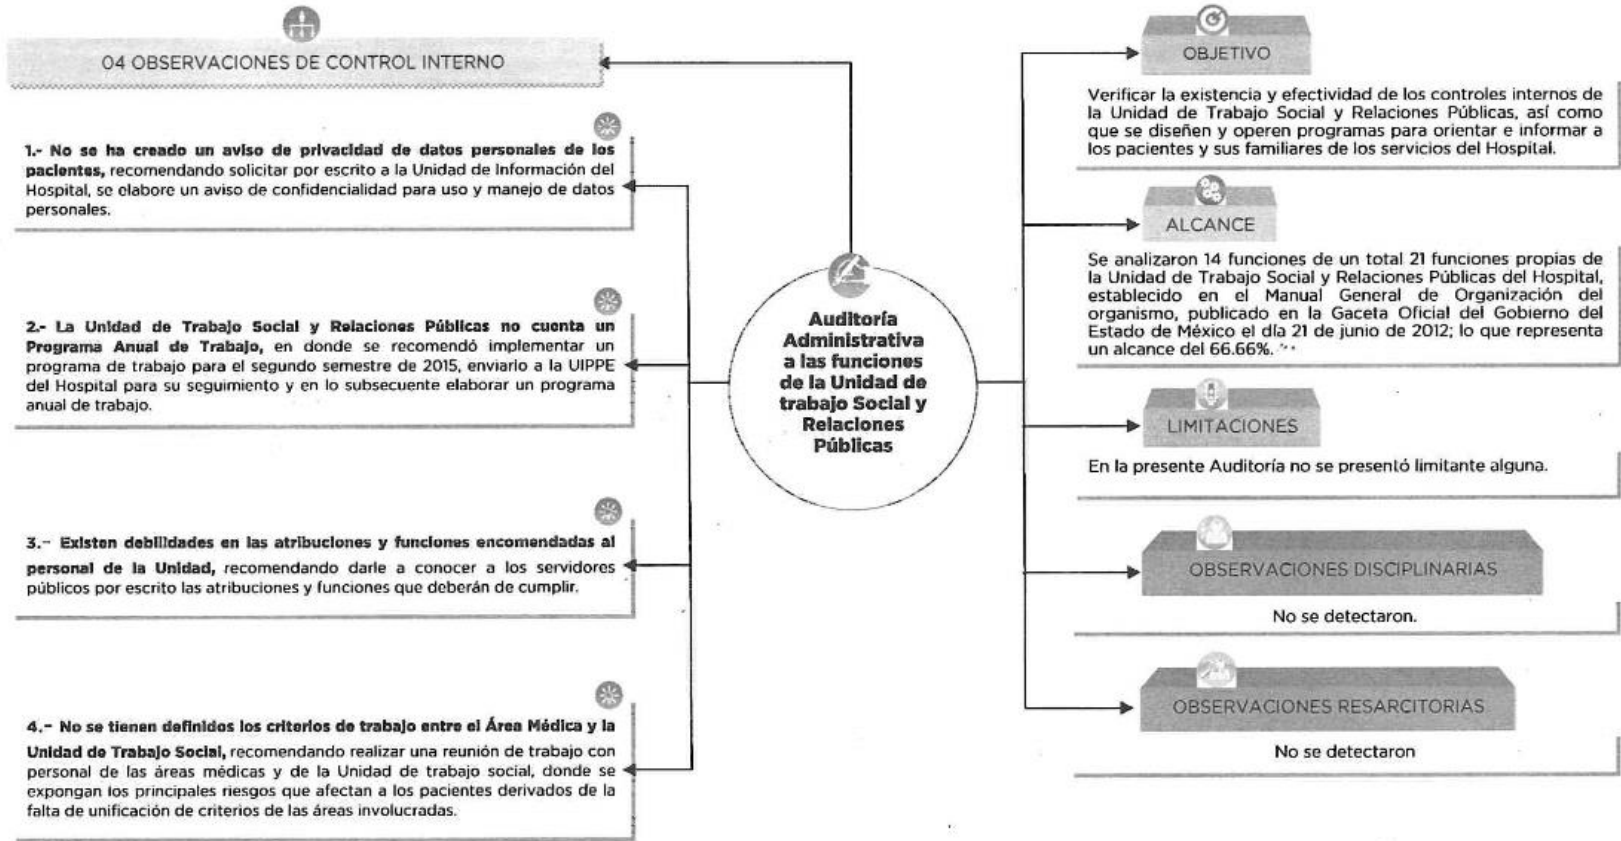 04 OBSERVACIONES DE CONTROL INTERNO
1.- No se ha creado un aviso de privacidad de datos personales de los
pacientes, recomendando solicitar por escrito a la Unidad de Información del
Hospital, se elabore un aviso de confidencialidad para uso y manejo de datos
personales.
2.- La Unidad de Trabajo Social y Relaciones Públicas no cuenta un
Programa Anual de Trabajo, en donde se recomendó implementar un
programa de trabajo para el segundo semestre de 2015, enviarlo a la UIPPE
del Hospital para su seguimiento y en lo subsecuente elaborar un programa
anual de trabajo.
3.- Existen debilidades en las atribuciones y funciones encomendadas al
personal de la Unidad, recomendando darle a conocer a los servidores
públicos por escrito las atribuciones y funciones que deberán de cumplir.
4.- No se tienen definidos los criterios de trabajo entre el Área Médica y la
Unidad de Trabajo Social, recomendando realizar una reunión de trabajo con
personal de las áreas médicas y de la Unidad de trabajo social, donde se
expongan los principales riesgos que afectan a los pacientes derivados de la
falta de unificación de criterios de las áreas involucradas.
Auditoría
Administrativa
a las funciones
de la Unidad de
trabajo Social y
Relaciones
Públicas
OBJETIVO
Verificar la existencia y efectividad de los controles internos de
la Unidad de Trabajo Social y Relaciones Públicas, así como
que se diseñen y operen programas para orientar e informar a
los pacientes y sus familiares de los servicios del Hospital.
ALCANCE
Se analizaron 14 funciones de un total 21 funciones propias de
la Unidad de Trabajo Social y Relaciones Públicas del Hospital,
establecido en el Manual General de Organización del
organismo, publicado en la Gaceta Oficial del Gobierno del
Estado de México el día 21 de junio de 2012; lo que representa
un alcance del 66.66%.
LIMITACIONES
En la presente Auditoría no se presentó limitante alguna.
OBSERVACIONES DISCIPLINARIAS
No se detectaron.
OBSERVACIONES RESARCITORIAS
No se detectaron